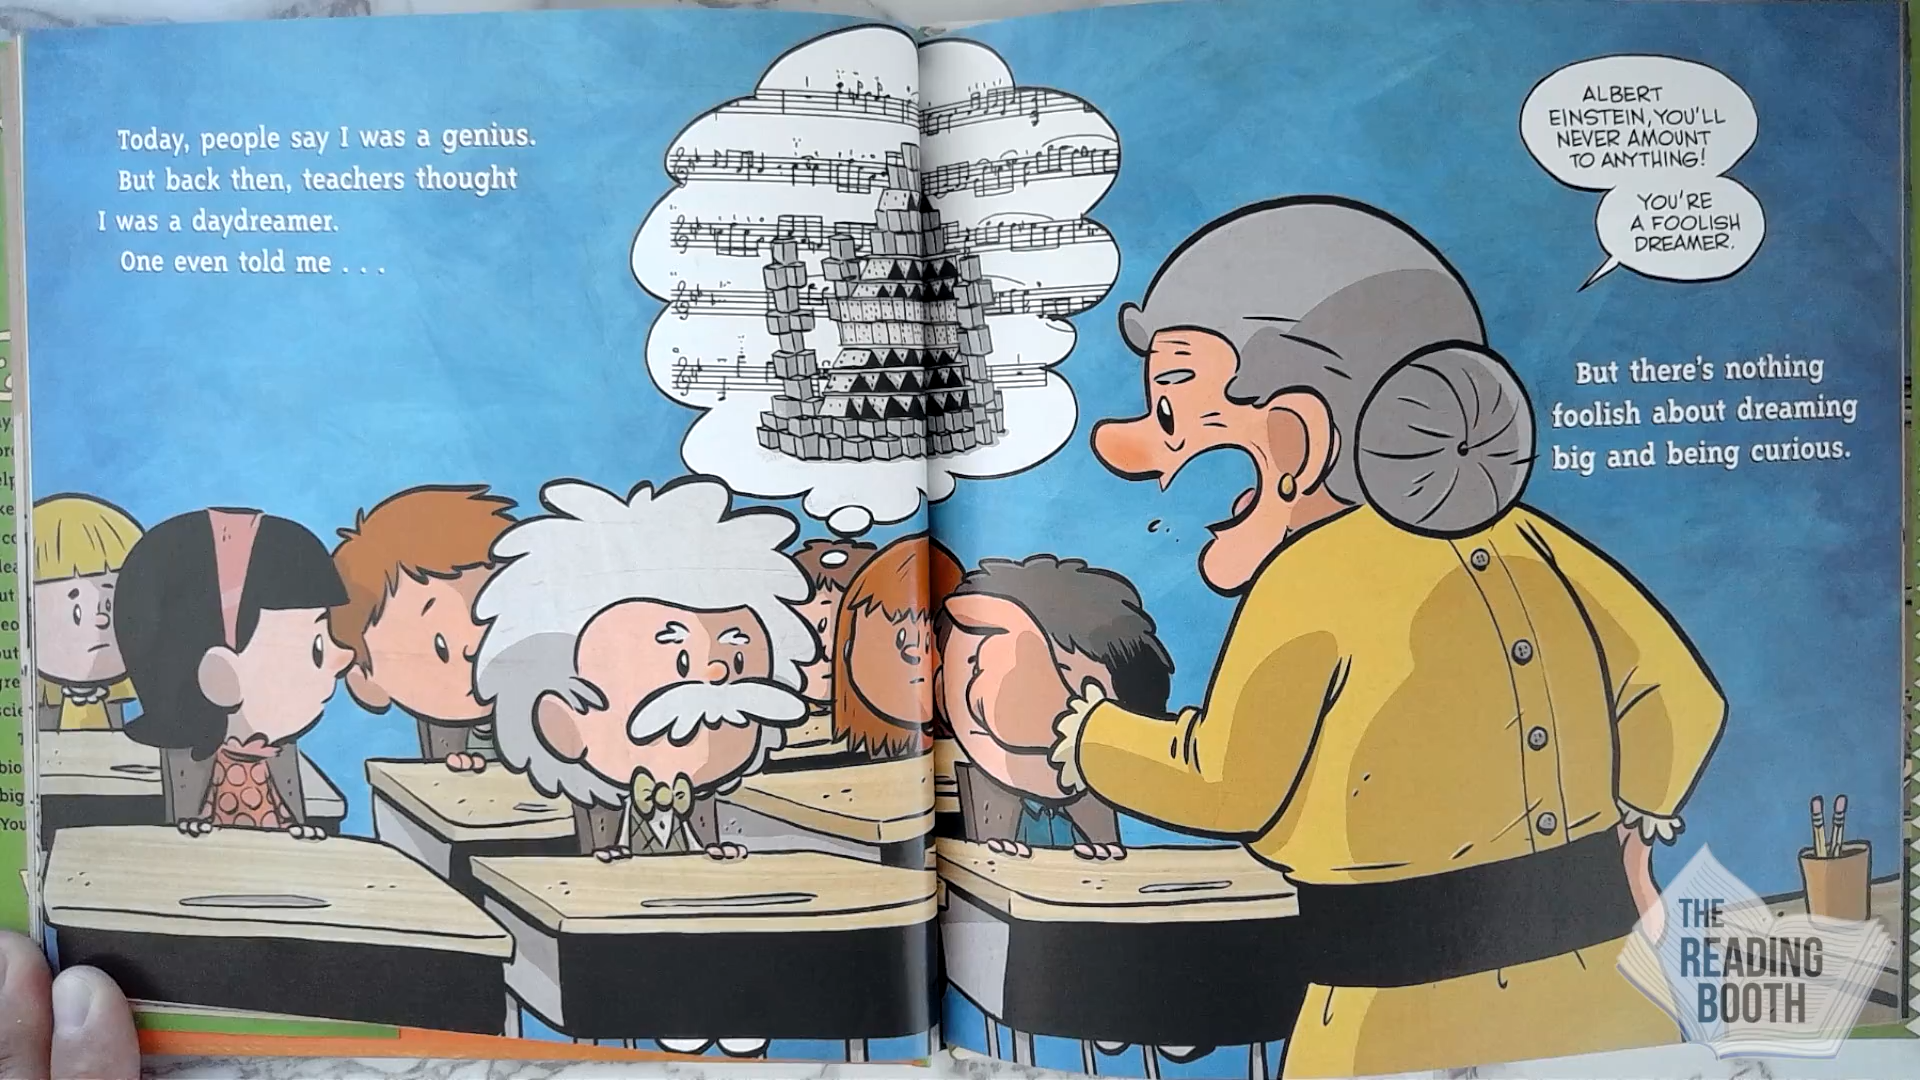 Today, people say I was a genius.
But back then, teachers thought
I was a daydreamer.
One even told me . . .
ALBERT
EINSTEIN, YOU'LL
NEVER AMOUNT
TO ANYTHING!
YOU'RE
A FOOLISH
DREAMER.
But there's nothing
foolish about dreaming
big and being curious.
THE
READING
BOOTH